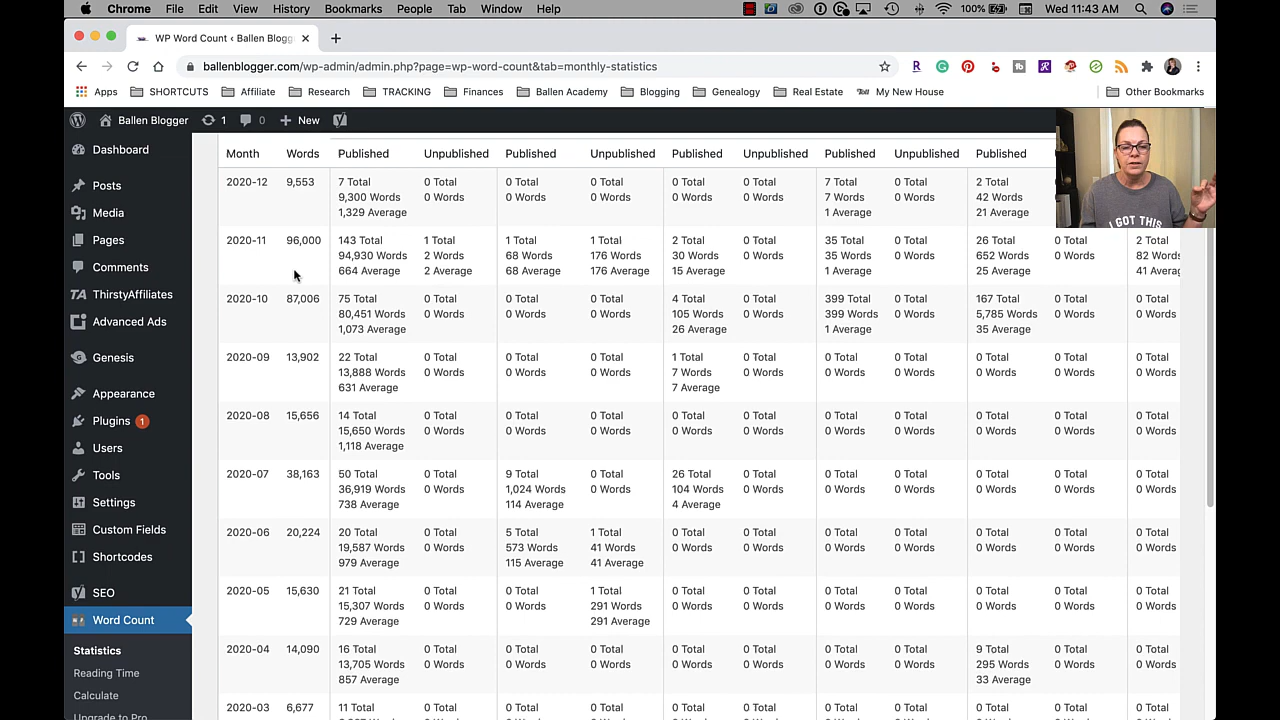 Chrome File Edit View History Bookmarks People Tab Window Help 100% Wed 11:43 AM
WP Word Count ‹ Ballen Blogg
ballenblogger.com/wp-admin/admin.php?page=wp-word-count&tab=monthly-statistics
Apps SHORTCUTS Affiliate Research TRACKING Finances Ballen Academy Blogging Genealogy Real Estate My New House Other Bookmarks
Ballen Blogger 1 0 New
Dashboard
Posts
Media
Pages
Comments
ThirstyAffiliates
Advanced Ads
Genesis
Appearance
Plugins 1
Users
Tools
Settings
Custom Fields
Shortcodes
SEO
Word Count
Statistics
Reading Time
Calculate
Upgrade to Pro
Month Words Published Unpublished Published Unpublished Published Unpublished Published Unpublished Published
2020-12 9,553 7 Total 0 Total 0 Total 0 Total 0 Total 0 Total 7 Total 0 Total 2 Total
9,300 Words 0 Words 0 Words 0 Words 0 Words 0 Words 7 Words 0 Words 42 Words
1,329 Average 1 Average 21 Average
2020-11 96,000 143 Total 1 Total 1 Total 1 Total 2 Total 0 Total 35 Total 0 Total 26 Total 0 Total 2 Total
94,930 Words 2 Words 68 Words 176 Words 30 Words 0 Words 35 Words 0 Words 652 Words 0 Words 82 Words
664 Average 2 Average 68 Average 176 Average 15 Average 1 Average 25 Average 41 Averag
2020-10 87,006 75 Total 0 Total 0 Total 0 Total 4 Total 0 Total 399 Total 0 Total 167 Total 0 Total 0 Total
80,451 Words 0 Words 0 Words 0 Words 105 Words 0 Words 399 Words 0 Words 5,785 Words 0 Words 0 Words
1,073 Average 26 Average 1 Average 35 Average
2020-09 13,902 22 Total 0 Total 0 Total 0 Total 1 Total 0 Total 0 Total 0 Total 0 Total 0 Total 0 Total
13,888 Words 0 Words 0 Words 0 Words 7 Words 0 Words 0 Words 0 Words 0 Words 0 Words 0 Words
631 Average 7 Average
2020-08 15,656 14 Total 0 Total 0 Total 0 Total 0 Total 0 Total 0 Total 0 Total 0 Total 0 Total 0 Total
15,650 Words 0 Words 0 Words 0 Words 0 Words 0 Words 0 Words 0 Words 0 Words 0 Words 0 Words
1,118 Average
2020-07 38,163 50 Total 0 Total 9 Total 0 Total 26 Total 0 Total 0 Total 0 Total 0 Total 0 Total 0 Total
36,919 Words 0 Words 1,024 Words 0 Words 104 Words 0 Words 0 Words 0 Words 0 Words 0 Words 0 Words
738 Average 114 Average 4 Average
2020-06 20,224 20 Total 0 Total 5 Total 1 Total 0 Total 0 Total 0 Total 0 Total 0 Total 0 Total 0 Total
19,587 Words 0 Words 573 Words 41 Words 0 Words 0 Words 0 Words 0 Words 0 Words 0 Words 0 Words
979 Average 115 Average 41 Average
2020-05 15,630 21 Total 0 Total 0 Total 1 Total 0 Total 0 Total 0 Total 0 Total 0 Total 0 Total 0 Total
15,307 Words 0 Words 0 Words 291 Words 0 Words 0 Words 0 Words 0 Words 0 Words 0 Words 0 Words
729 Average 291 Average
2020-04 14,090 16 Total 0 Total 0 Total 0 Total 0 Total 0 Total 0 Total 0 Total 9 Total 0 Total 0 Total
13,705 Words 0 Words 0 Words 0 Words 0 Words 0 Words 0 Words 0 Words 295 Words 0 Words 0 Words
857 Average 33 Average
2020-03 6,677 11 Total 0 Total 0 Total 0 Total 0 Total 0 Total 0 Total 0 Total 0 Total 0 Total 0 Total
I GOT THIS